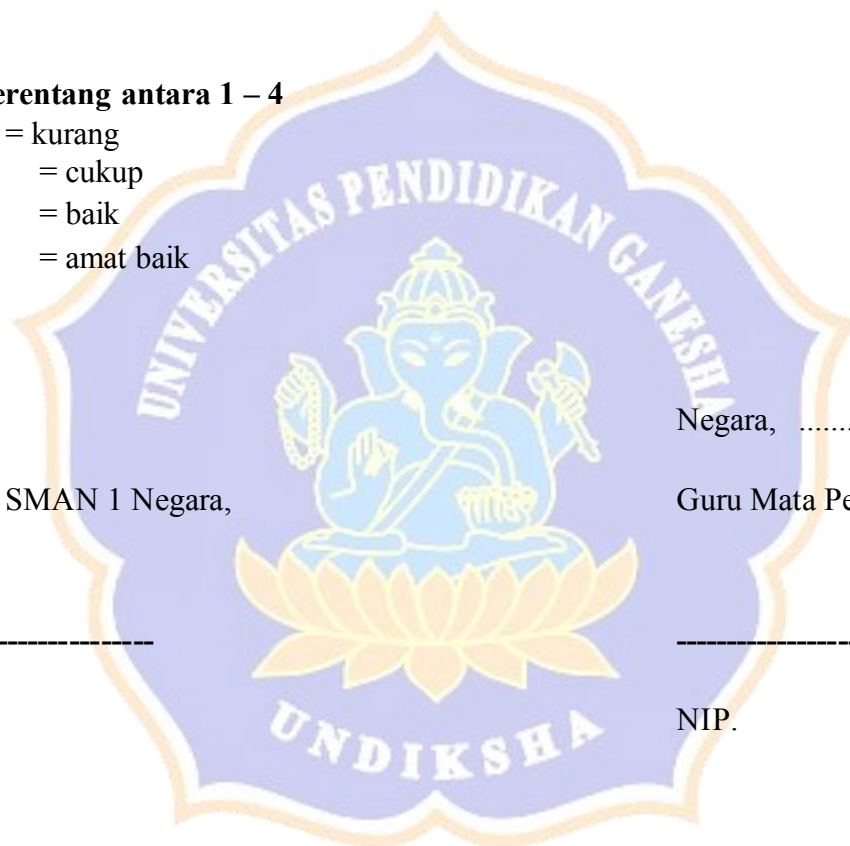 erentang antara 1 – 4
= kurang
= cukup
= baik
= amat baik
UNIVERSITAS PENDIDIKAN GANESHA
Negara, ........
SMAN 1 Negara,
Guru Mata Pe
---------------
---------------
NIP.
UNDIKSHA